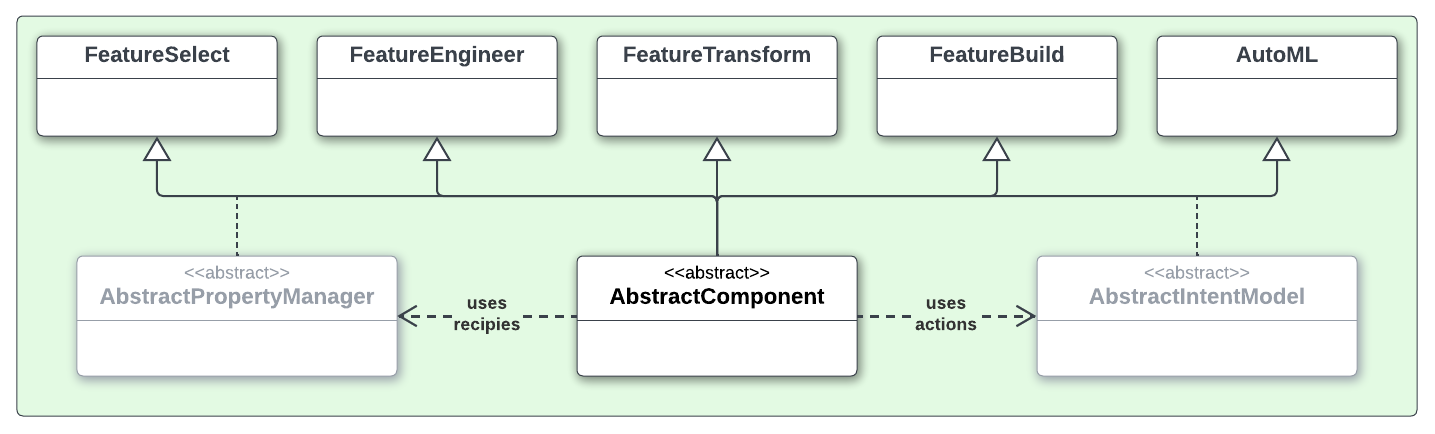 FeatureSelect
FeatureEngineer
FeatureTransform
FeatureBuild
AutoML
<<abstract>>
AbstractPropertyManager
uses
recipies
<<abstract>>
AbstractComponent
uses
actions
<<abstract>>
AbstractIntentModel